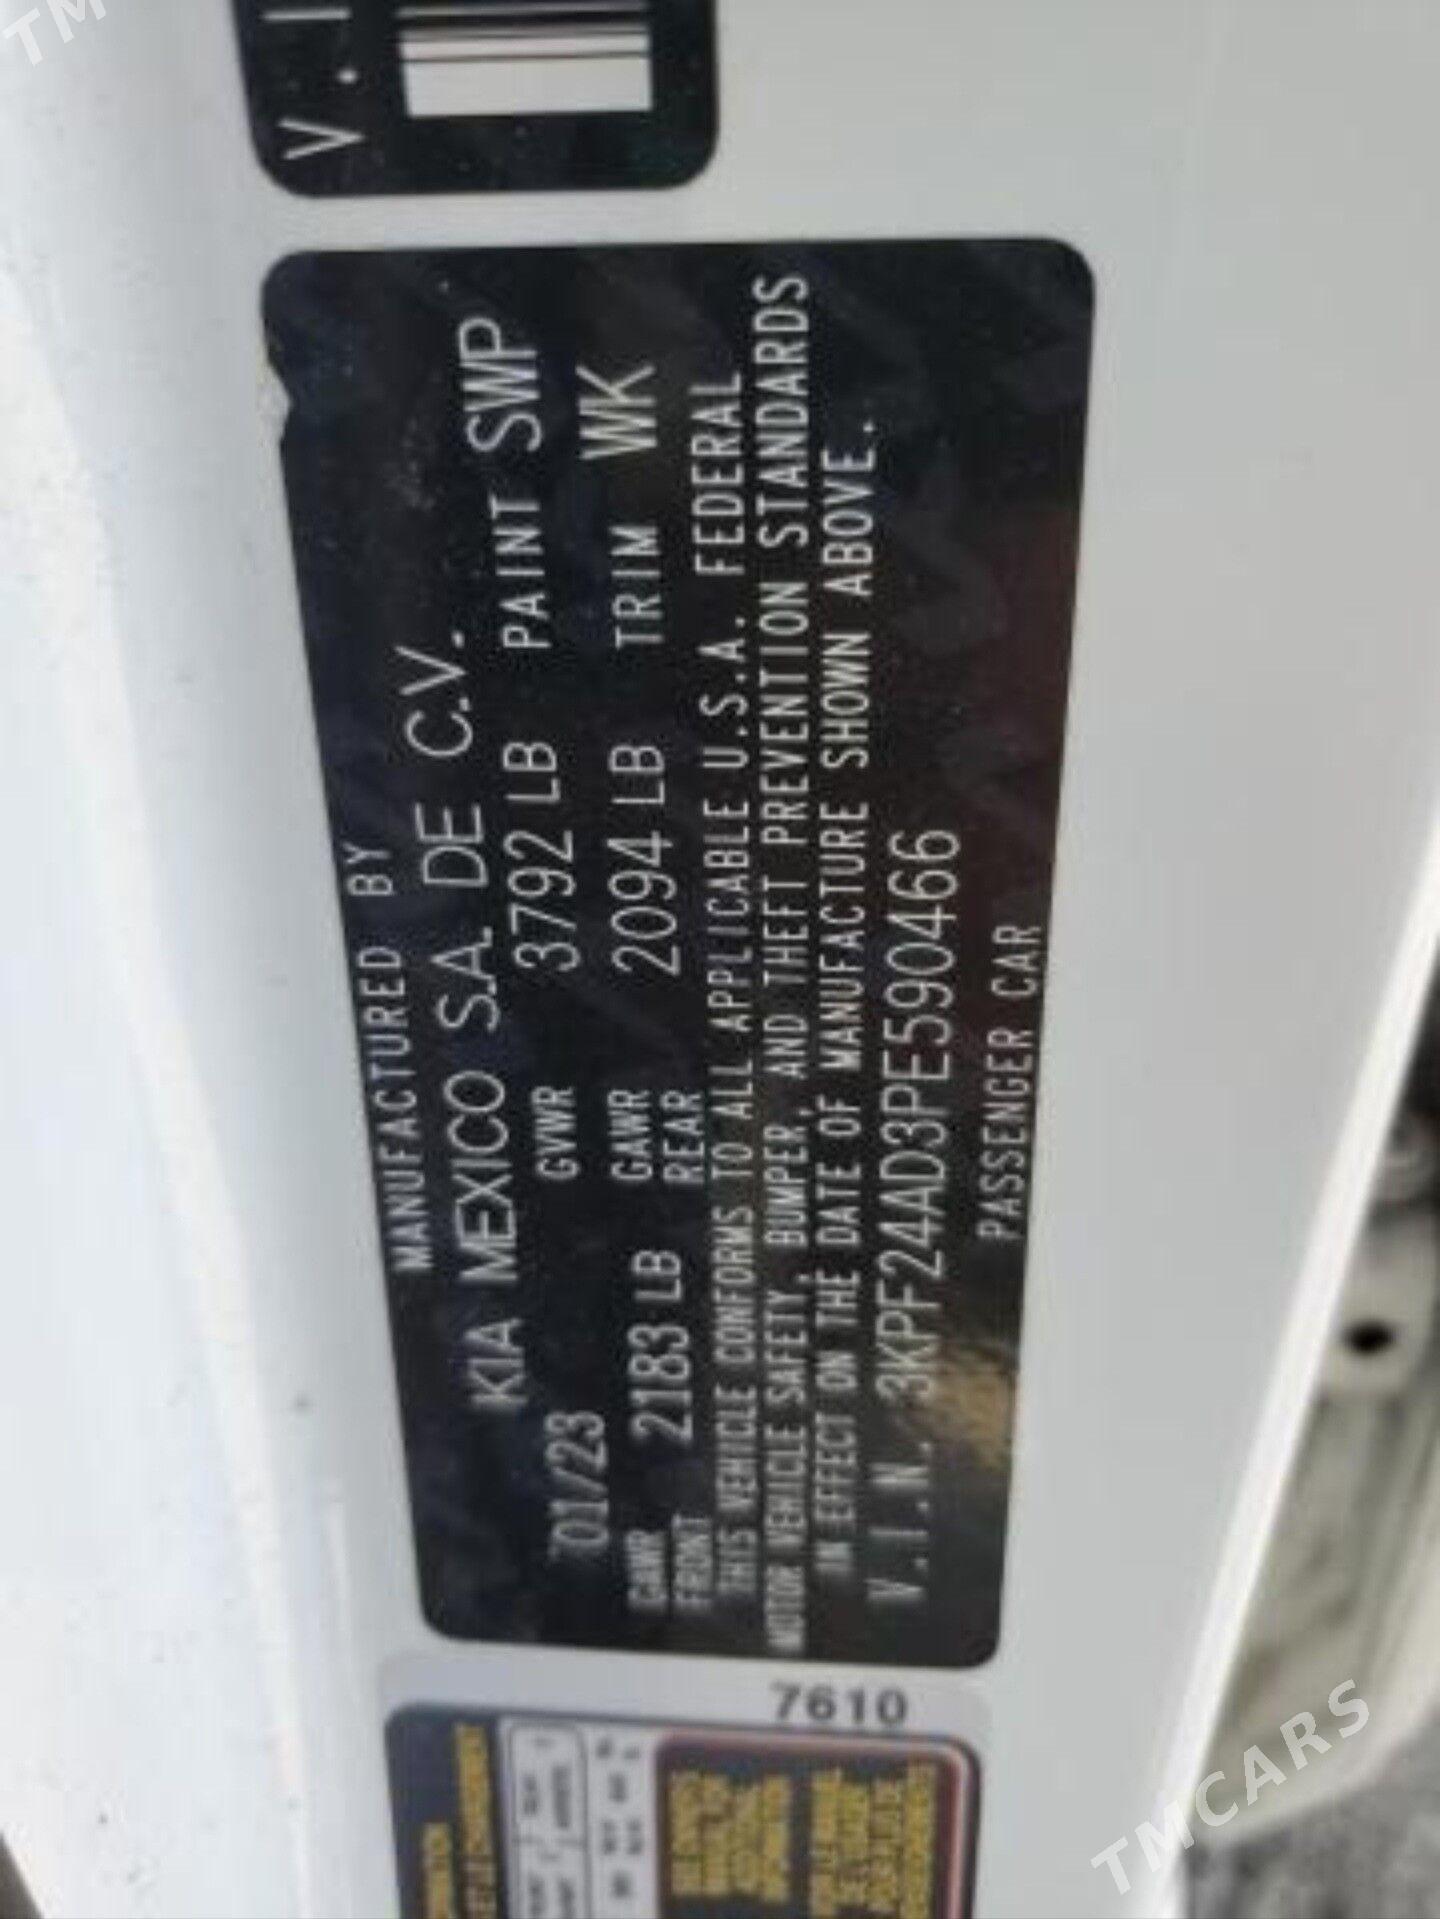 TM
V.I
MANUFACTURED BY
KIA MEXICO S.A. DE C.V.
01/23 GVWR 3792 LB PAINT SWP
GAWR FRONT 2183 LB GAWR REAR 2094 LB TRIM WK
THIS VEHICLE CONFORMS TO ALL APPLICABLE U.S.A. FEDERAL
MOTOR VEHICLE SAFETY, BUMPER, AND THEFT PREVENTION STANDARDS
IN EFFECT ON THE DATE OF MANUFACTURE SHOWN ABOVE.
V.I.N. 3KPF24AD3PE590466
PASSENGER CAR
7610
TMCARS